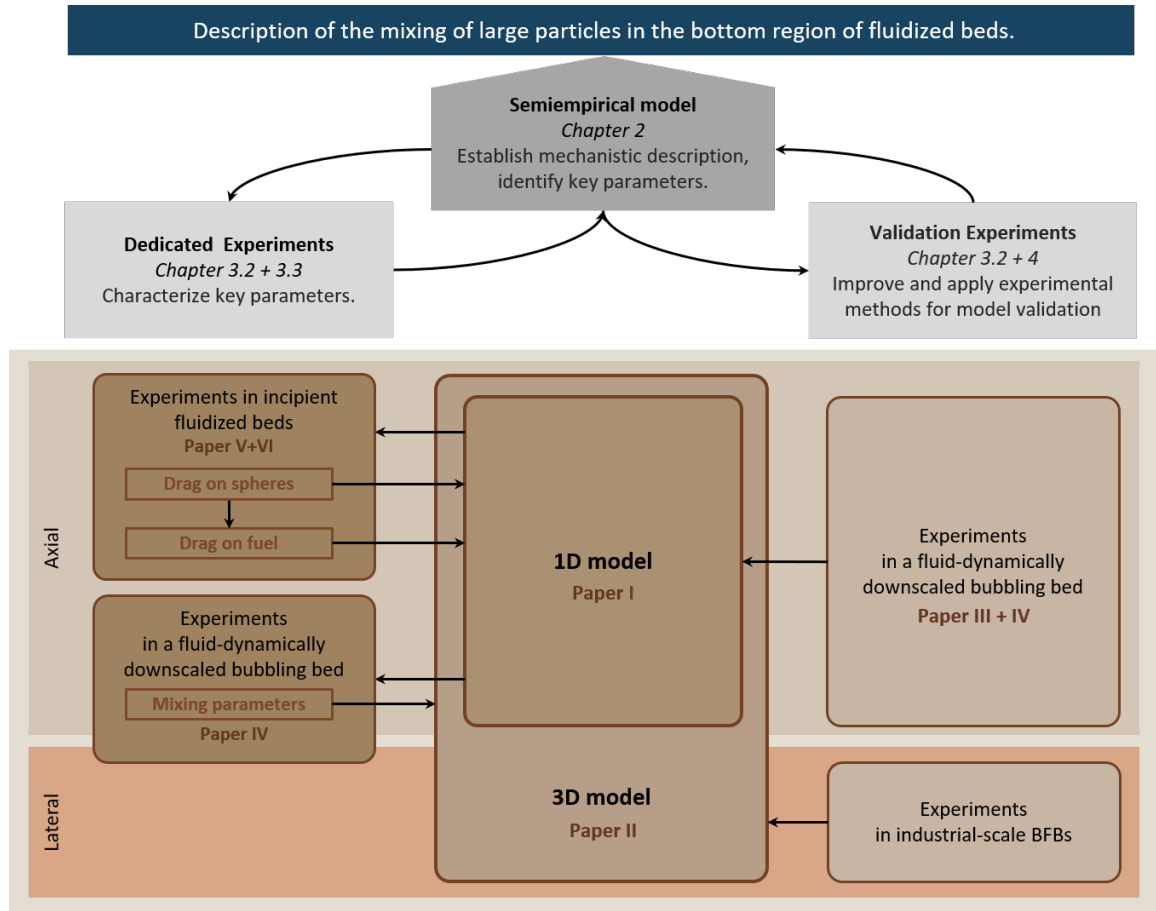 Description of the mixing of large particles in the bottom region of fluidized beds.
Semiempirical model
Chapter 2
Establish mechanistic description,
identify key parameters.
Dedicated Experiments
Chapter 3.2 + 3.3
Characterize key parameters.
Validation Experiments
Chapter 3.2 + 4
Improve and apply experimental
methods for model validation
Axial
Experiments in incipient
fluidized beds
Paper V+VI
Drag on spheres
Drag on fuel
Experiments
in a fluid-dynamically
downscaled bubbling bed
Mixing parameters
Paper IV
1D model
Paper I
Experiments
in a fluid-dynamically
downscaled bubbling bed
Paper III + IV
Lateral
3D model
Paper II
Experiments
in industrial-scale BFBs